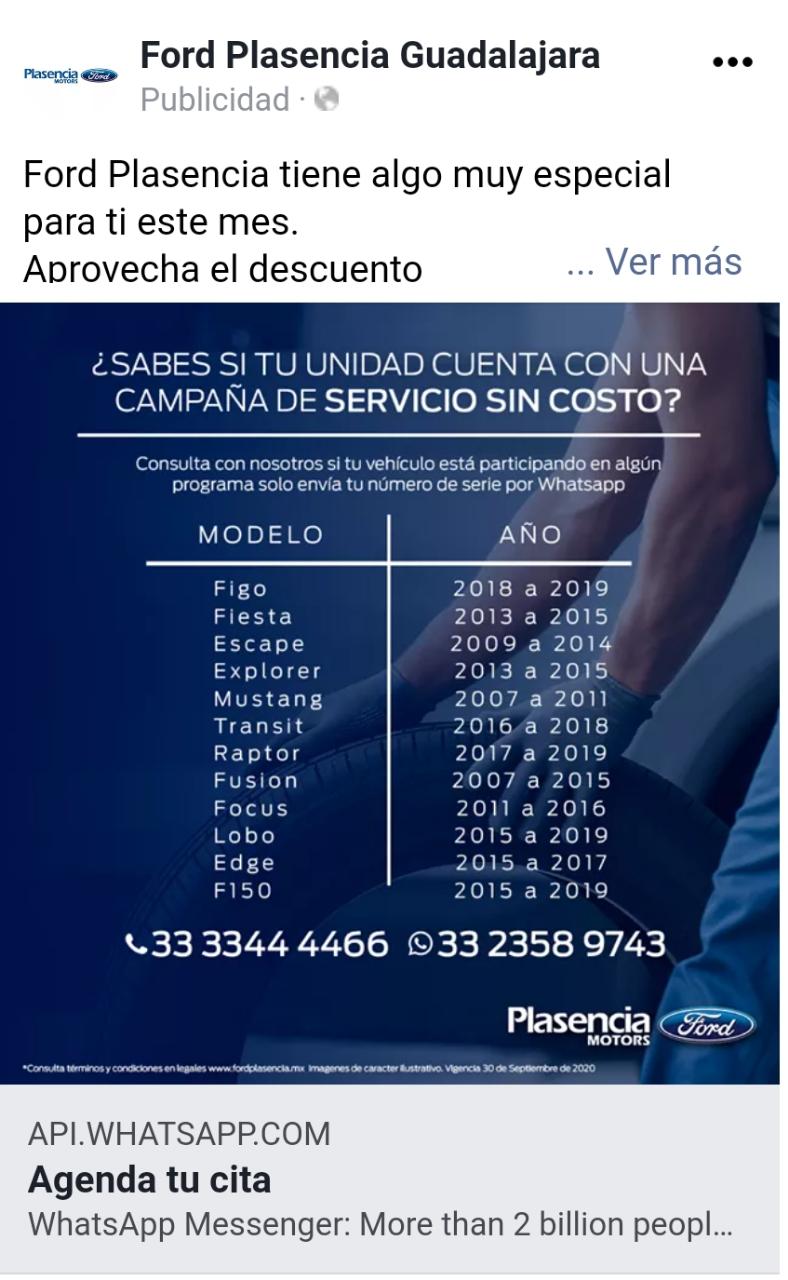 Plasencia Ford
MOTORS
Ford Plasencia Guadalajara
Publicidad ·
Ford Plasencia tiene algo muy especial
para ti este mes.
Aprovecha el descuento ... Ver más
¿SABES SI TU UNIDAD CUENTA CON UNA
CAMPAÑA DE SERVICIO SIN COSTO?
Consulta con nosotros si tu vehículo está participando en algún
programa solo envía tu número de serie por Whatsapp
MODELO AÑO
Figo 2018 a 2019
Fiesta 2013 a 2015
Escape 2009 a 2014
Explorer 2013 a 2015
Mustang 2007 a 2011
Transit 2016 a 2018
Raptor 2017 a 2019
Fusion 2007 a 2015
Focus 2011 a 2016
Lobo 2015 a 2019
Edge 2015 a 2017
F150 2015 a 2019
33 3344 4466 33 2358 9743
Plasencia Ford
MOTORS
*Consulta términos y condiciones en legales www.fordplasencia.mx Imagenes de caracter ilustrativo. Vigencia 30 de Septiembre de 2020
API.WHATSAPP.COM
Agenda tu cita
WhatsApp Messenger: More than 2 billion peopl...